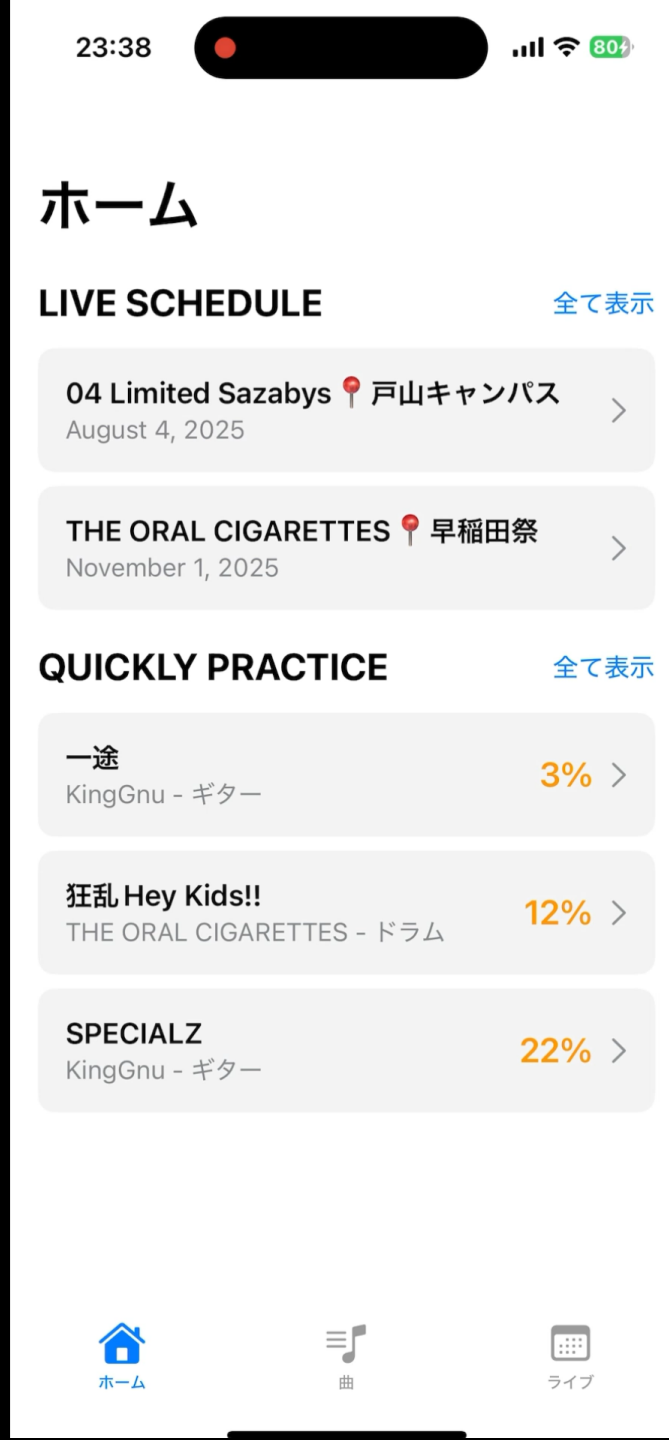 23:38
80
ホーム
LIVE SCHEDULE 全て表示
04 Limited Sazabys📍戸山キャンパス
August 4, 2025
THE ORAL CIGARETTES📍早稲田祭
November 1, 2025
QUICKLY PRACTICE 全て表示
一途
KingGnu - ギター
3%
狂乱 Hey Kids!!
THE ORAL CIGARETTES - ドラム
12%
SPECIALZ
KingGnu - ギター
22%
ホーム 曲 ライブ